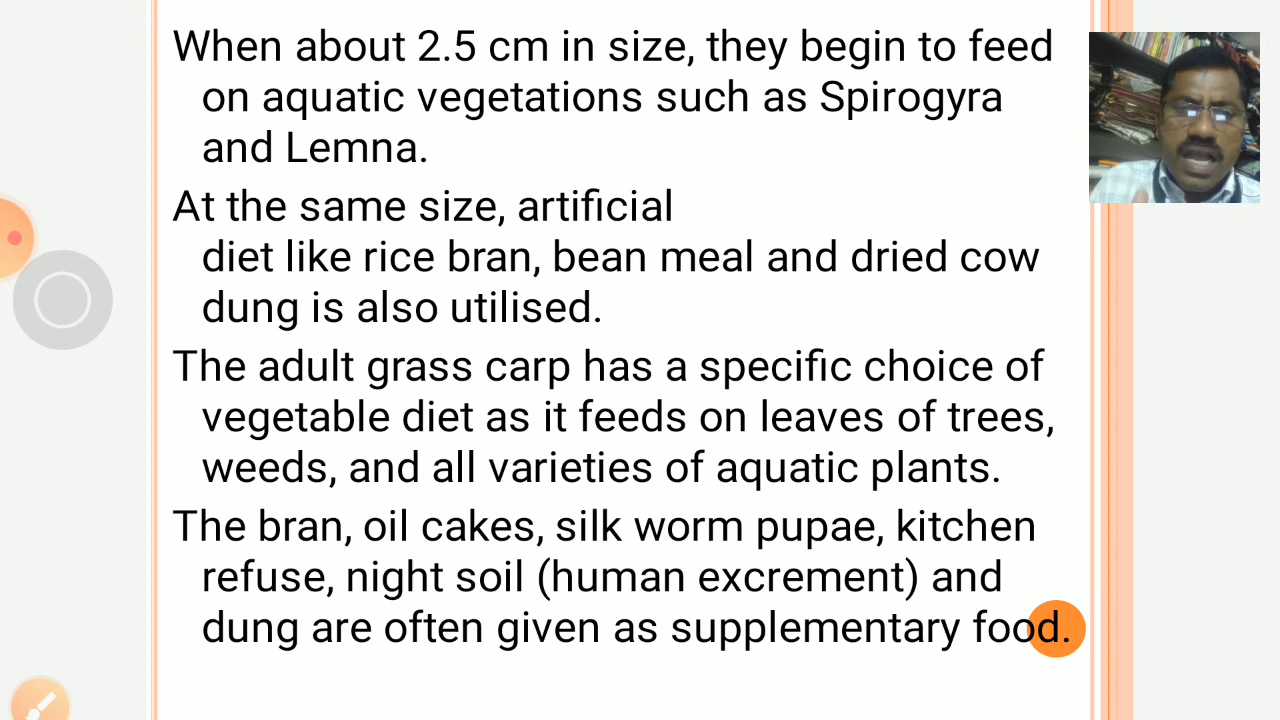 When about 2.5 cm in size, they begin to feed
on aquatic vegetations such as Spirogyra
and Lemna.
At the same size, artificial
diet like rice bran, bean meal and dried cow
dung is also utilised.
The adult grass carp has a specific choice of
vegetable diet as it feeds on leaves of trees,
weeds, and all varieties of aquatic plants.
The bran, oil cakes, silk worm pupae, kitchen
refuse, night soil (human excrement) and
dung are often given as supplementary food.